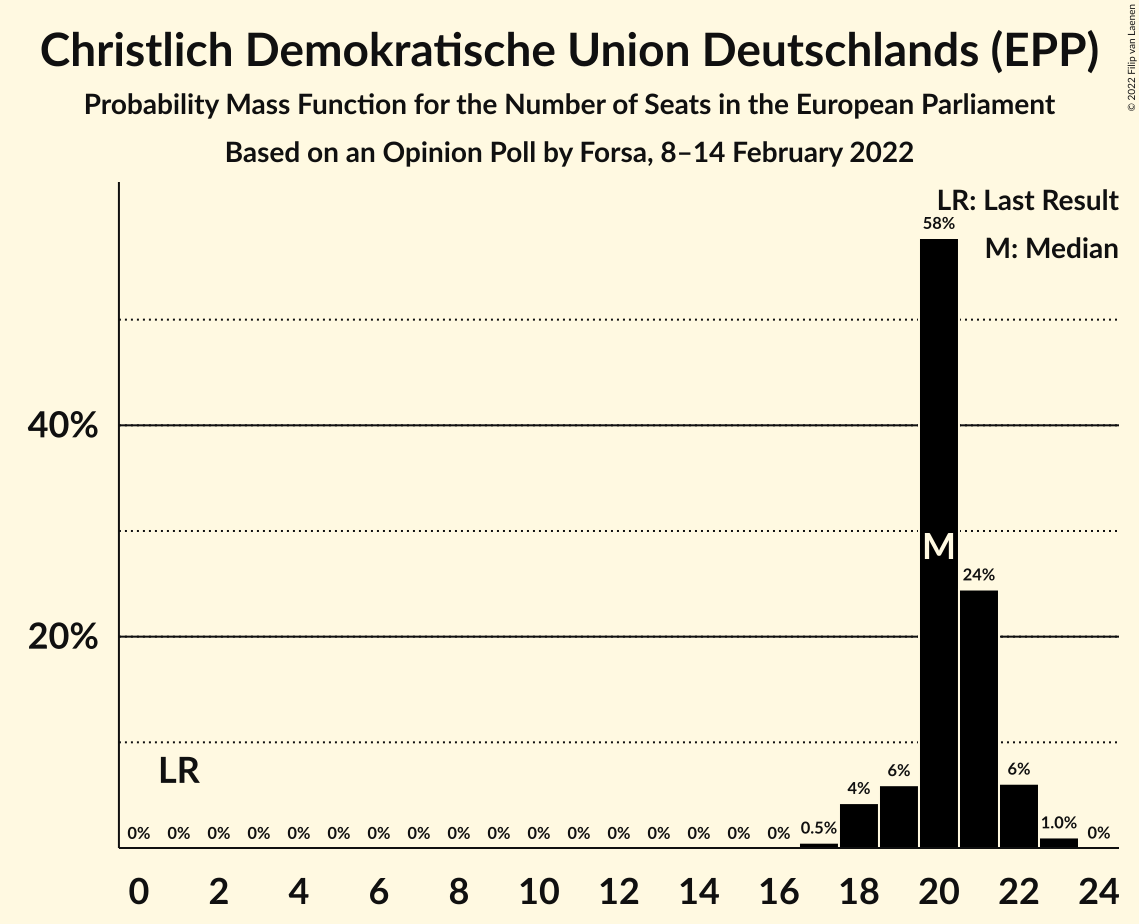 Christlich Demokratische Union Deutschlands (EPP)
Probability Mass Function for the Number of Seats in the European Parliament
Based on an Opinion Poll by Forsa, 8–14 February 2022
© 2022 Filip van Laenen
LR: Last Result
M: Median
58%
40%
M
24%
20%
LR
0% 0% 0% 0% 0% 0% 0% 0% 0% 0% 0% 0% 0% 0% 0% 0% 0% 0.5% 4% 6% 6% 1.0% 0%
0 2 4 6 8 10 12 14 16 18 20 22 24